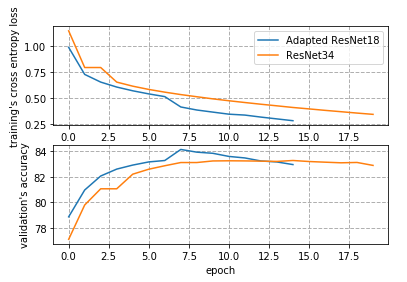 training's cross entropy loss
1.00
0.75
0.50
0.25
Adapted ResNet18
ResNet34
0.0 2.5 5.0 7.5 10.0 12.5 15.0 17.5
validation's accuracy
84
82
80
78
0.0 2.5 5.0 7.5 10.0 12.5 15.0 17.5
epoch